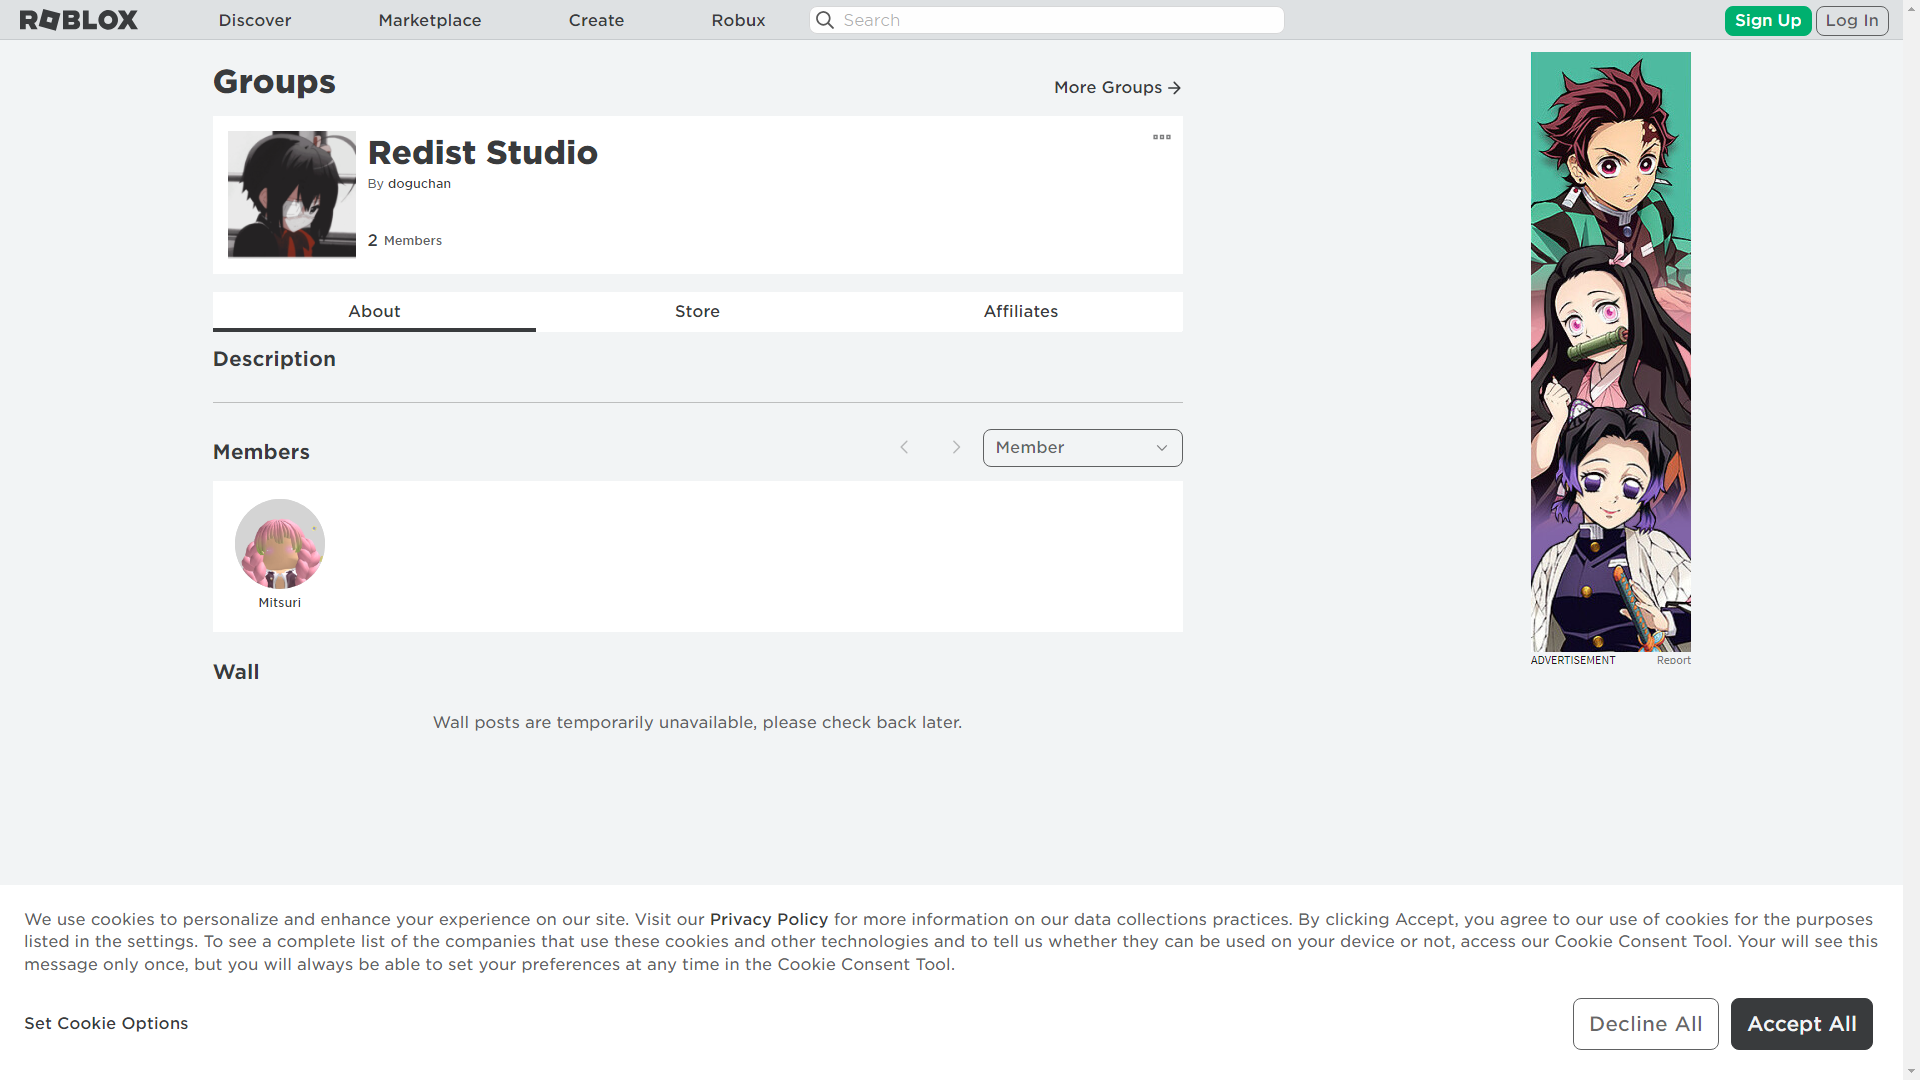 ROBLOX
Discover
Marketplace
Create
Robux
Search
Sign Up
Log In
Groups
More Groups
Redist Studio
By doguchan
2 Members
About
Store
Affiliates
Description
Members
Member
Mitsuri
Wall
Wall posts are temporarily unavailable, please check back later.
ADVERTISEMENT
Report
We use cookies to personalize and enhance your experience on our site. Visit our Privacy Policy for more information on our data collections practices. By clicking Accept, you agree to our use of cookies for the purposes
listed in the settings. To see a complete list of the companies that use these cookies and other technologies and to tell us whether they can be used on your device or not, access our Cookie Consent Tool. Your will see this
message only once, but you will always be able to set your preferences at any time in the Cookie Consent Tool.
Set Cookie Options
Decline All
Accept All